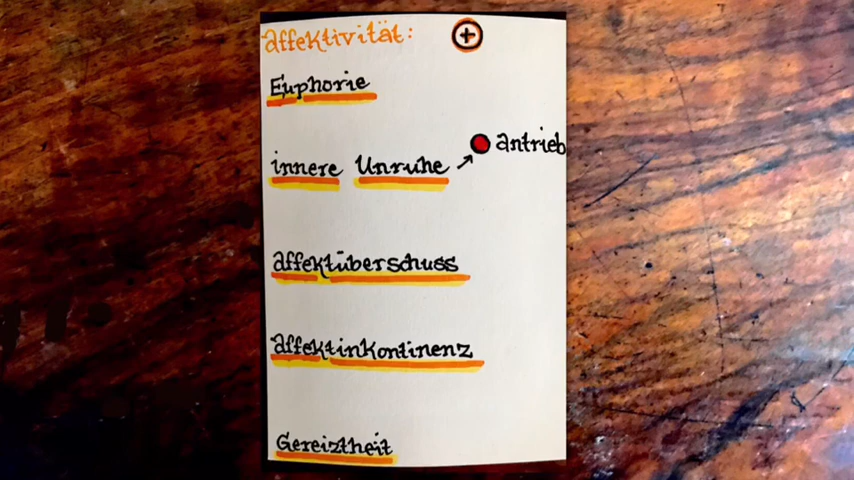 Affektivität: +
Euphorie
innere Unruhe → Antrieb
Affektüberschuss
Affektinkontinenz
Gereiztheit